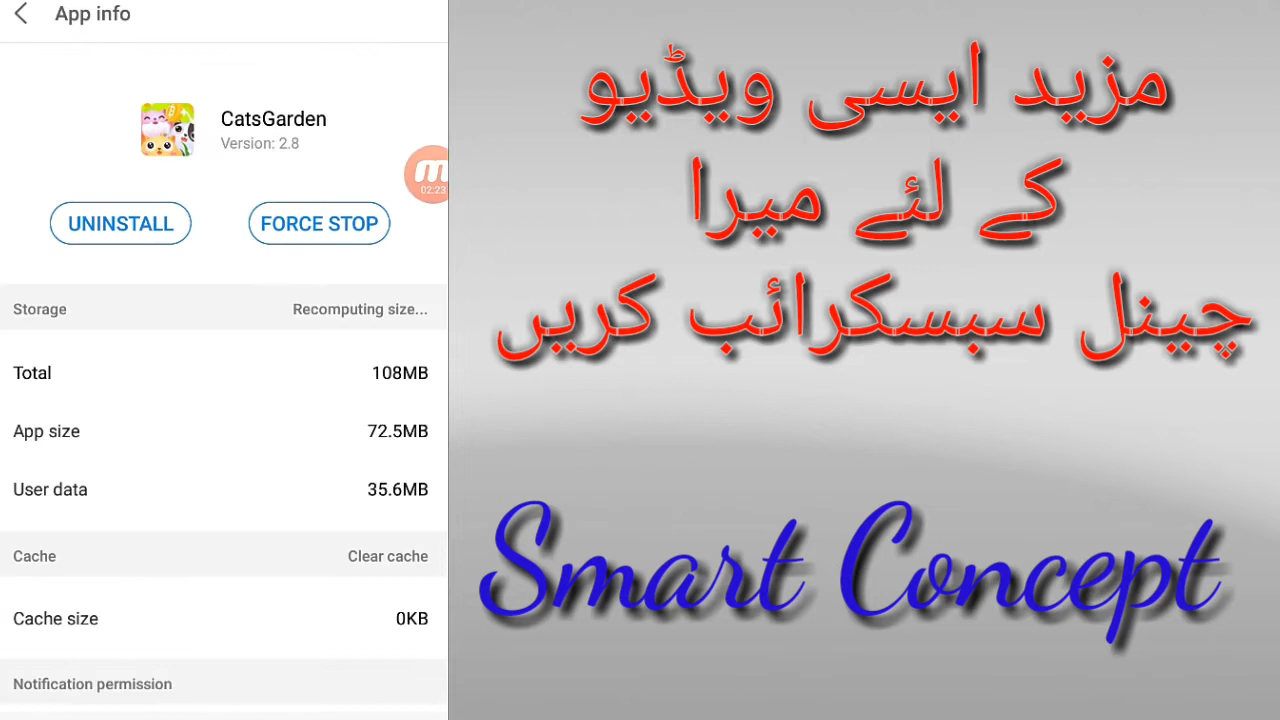 App info
CatsGarden
Version: 2.8
02:23
UNINSTALL FORCE STOP
Storage Recomputing size...
Total 108MB
App size 72.5MB
User data 35.6MB
Cache Clear cache
Cache size 0KB
Notification permission
مزید ایسی ویڈیو
کے لئے میرا
چینل سبسکرائب کریں
Smart Concept